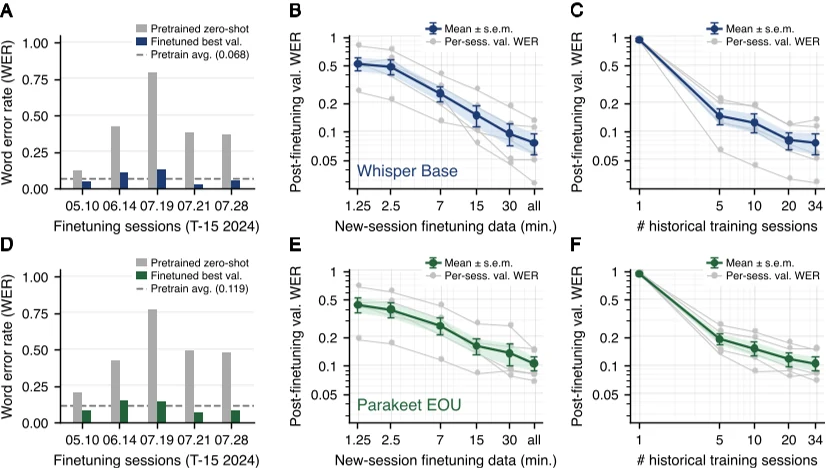 A
Word error rate (WER)
1.00
0.75
0.50
0.25
0.00
Pretrained zero-shot
Finetuned best val.
Pretrain avg. (0.068)
05.10 06.14 07.19 07.21 07.28
Finetuning sessions (T-15 2024)
B
Post-finetuning val. WER
1
0.5
0.2
0.1
0.05
Mean ± s.e.m.
Per-sess. val. WER
Whisper Base
1.25 2.5 7 15 30 all
New-session finetuning data (min.)
C
Post-finetuning val. WER
1
0.5
0.2
0.1
0.05
Mean ± s.e.m.
Per-sess. val. WER
1 5 10 20 34
# historical training sessions
D
Word error rate (WER)
1.00
0.75
0.50
0.25
0.00
Pretrained zero-shot
Finetuned best val.
Pretrain avg. (0.119)
05.10 06.14 07.19 07.21 07.28
Finetuning sessions (T-15 2024)
E
Post-finetuning val. WER
1
0.5
0.2
0.1
0.05
Mean ± s.e.m.
Per-sess. val. WER
Parakeet EOU
1.25 2.5 7 15 30 all
New-session finetuning data (min.)
F
Post-finetuning val. WER
1
0.5
0.2
0.1
0.05
Mean ± s.e.m.
Per-sess. val. WER
1 5 10 20 34
# historical training sessions